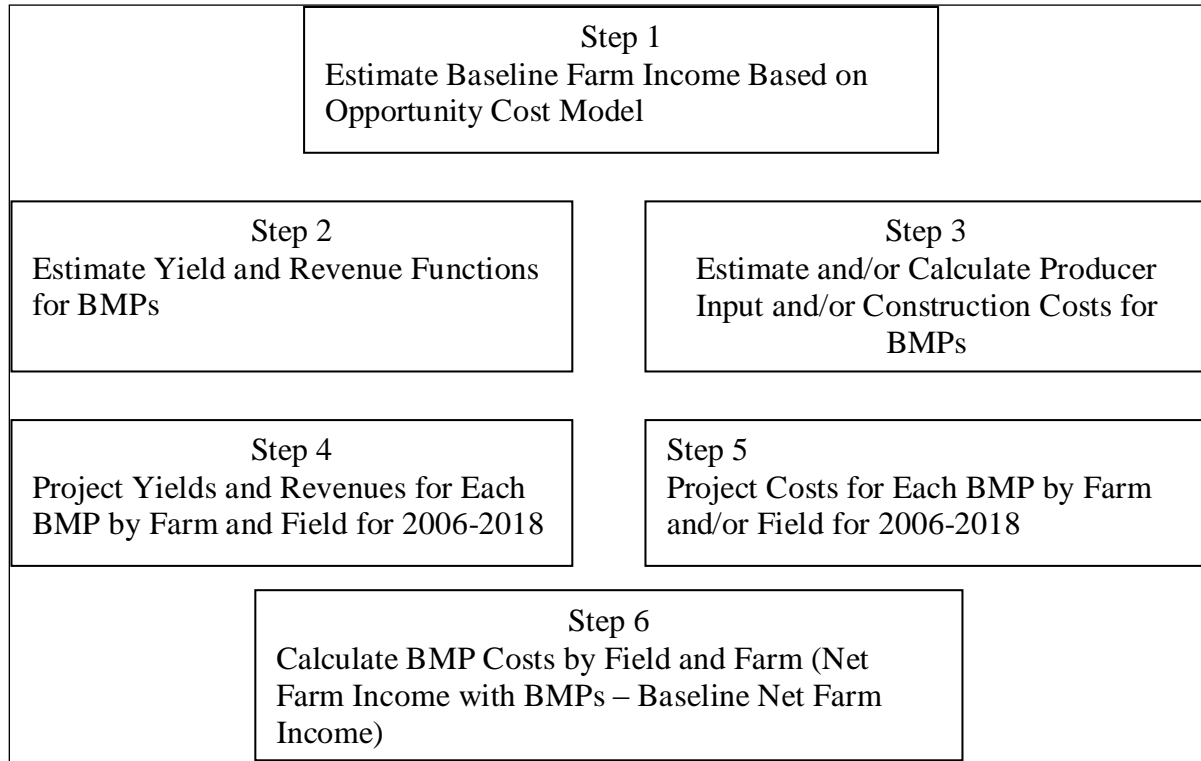 Step 1
Estimate Baseline Farm Income Based on
Opportunity Cost Model
Step 2
Estimate Yield and Revenue Functions
for BMPs
Step 3
Estimate and/or Calculate Producer
Input and/or Construction Costs for
BMPs
Step 4
Project Yields and Revenues for Each
BMP by Farm and Field for 2006-2018
Step 5
Project Costs for Each BMP by Farm
and/or Field for 2006-2018
Step 6
Calculate BMP Costs by Field and Farm (Net
Farm Income with BMPs – Baseline Net Farm
Income)